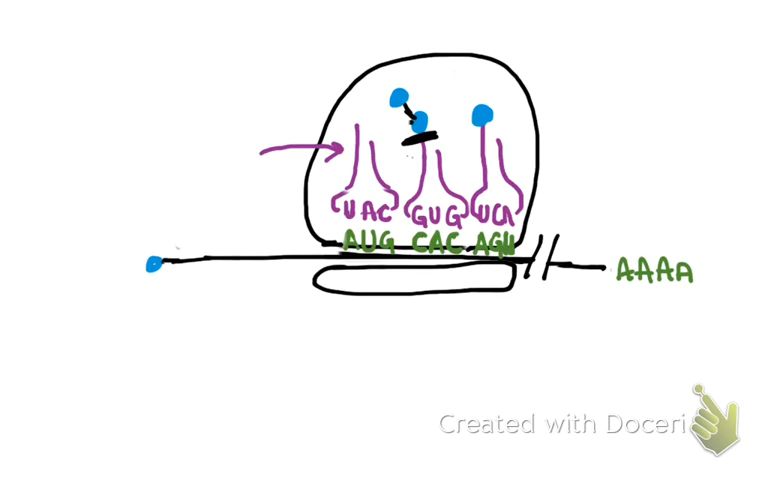 UAC GUG UCA
AUG CAC AGU
AAAA
Created with Doceri